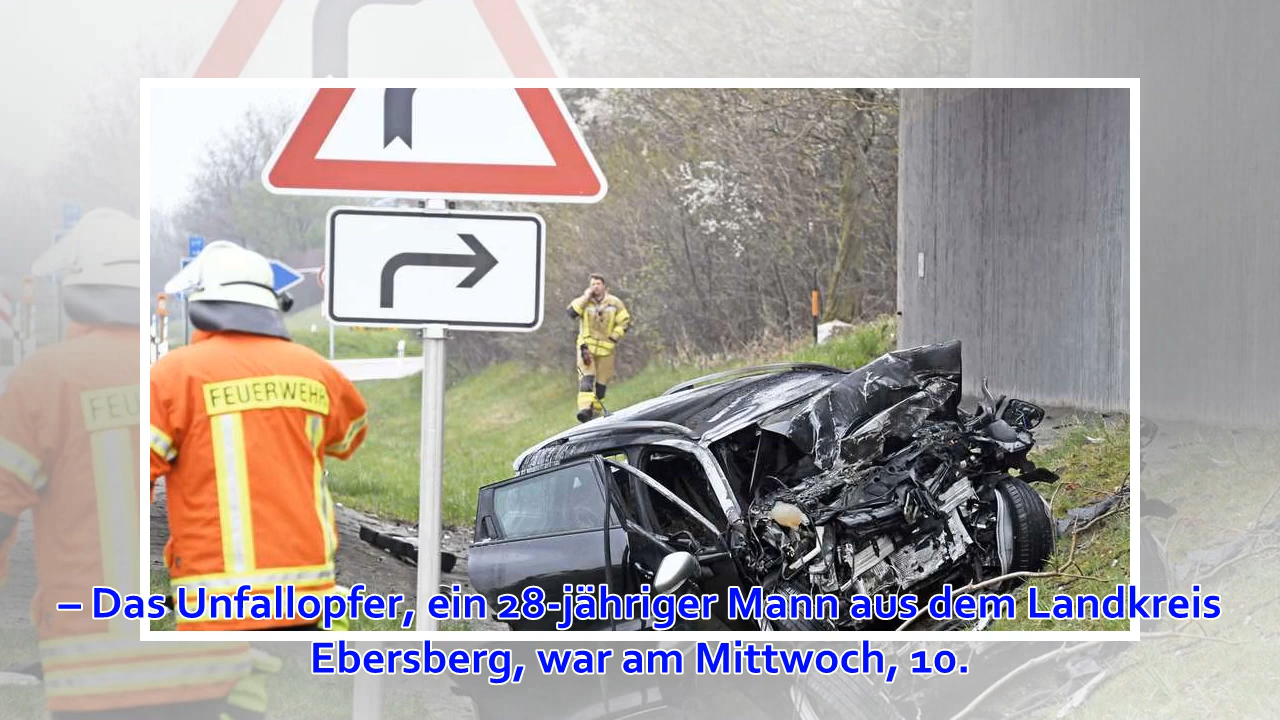 FEUERWEHR
– Das Unfallopfer, ein 28-jähriger Mann aus dem Landkreis
Ebersberg, war am Mittwoch, 10.